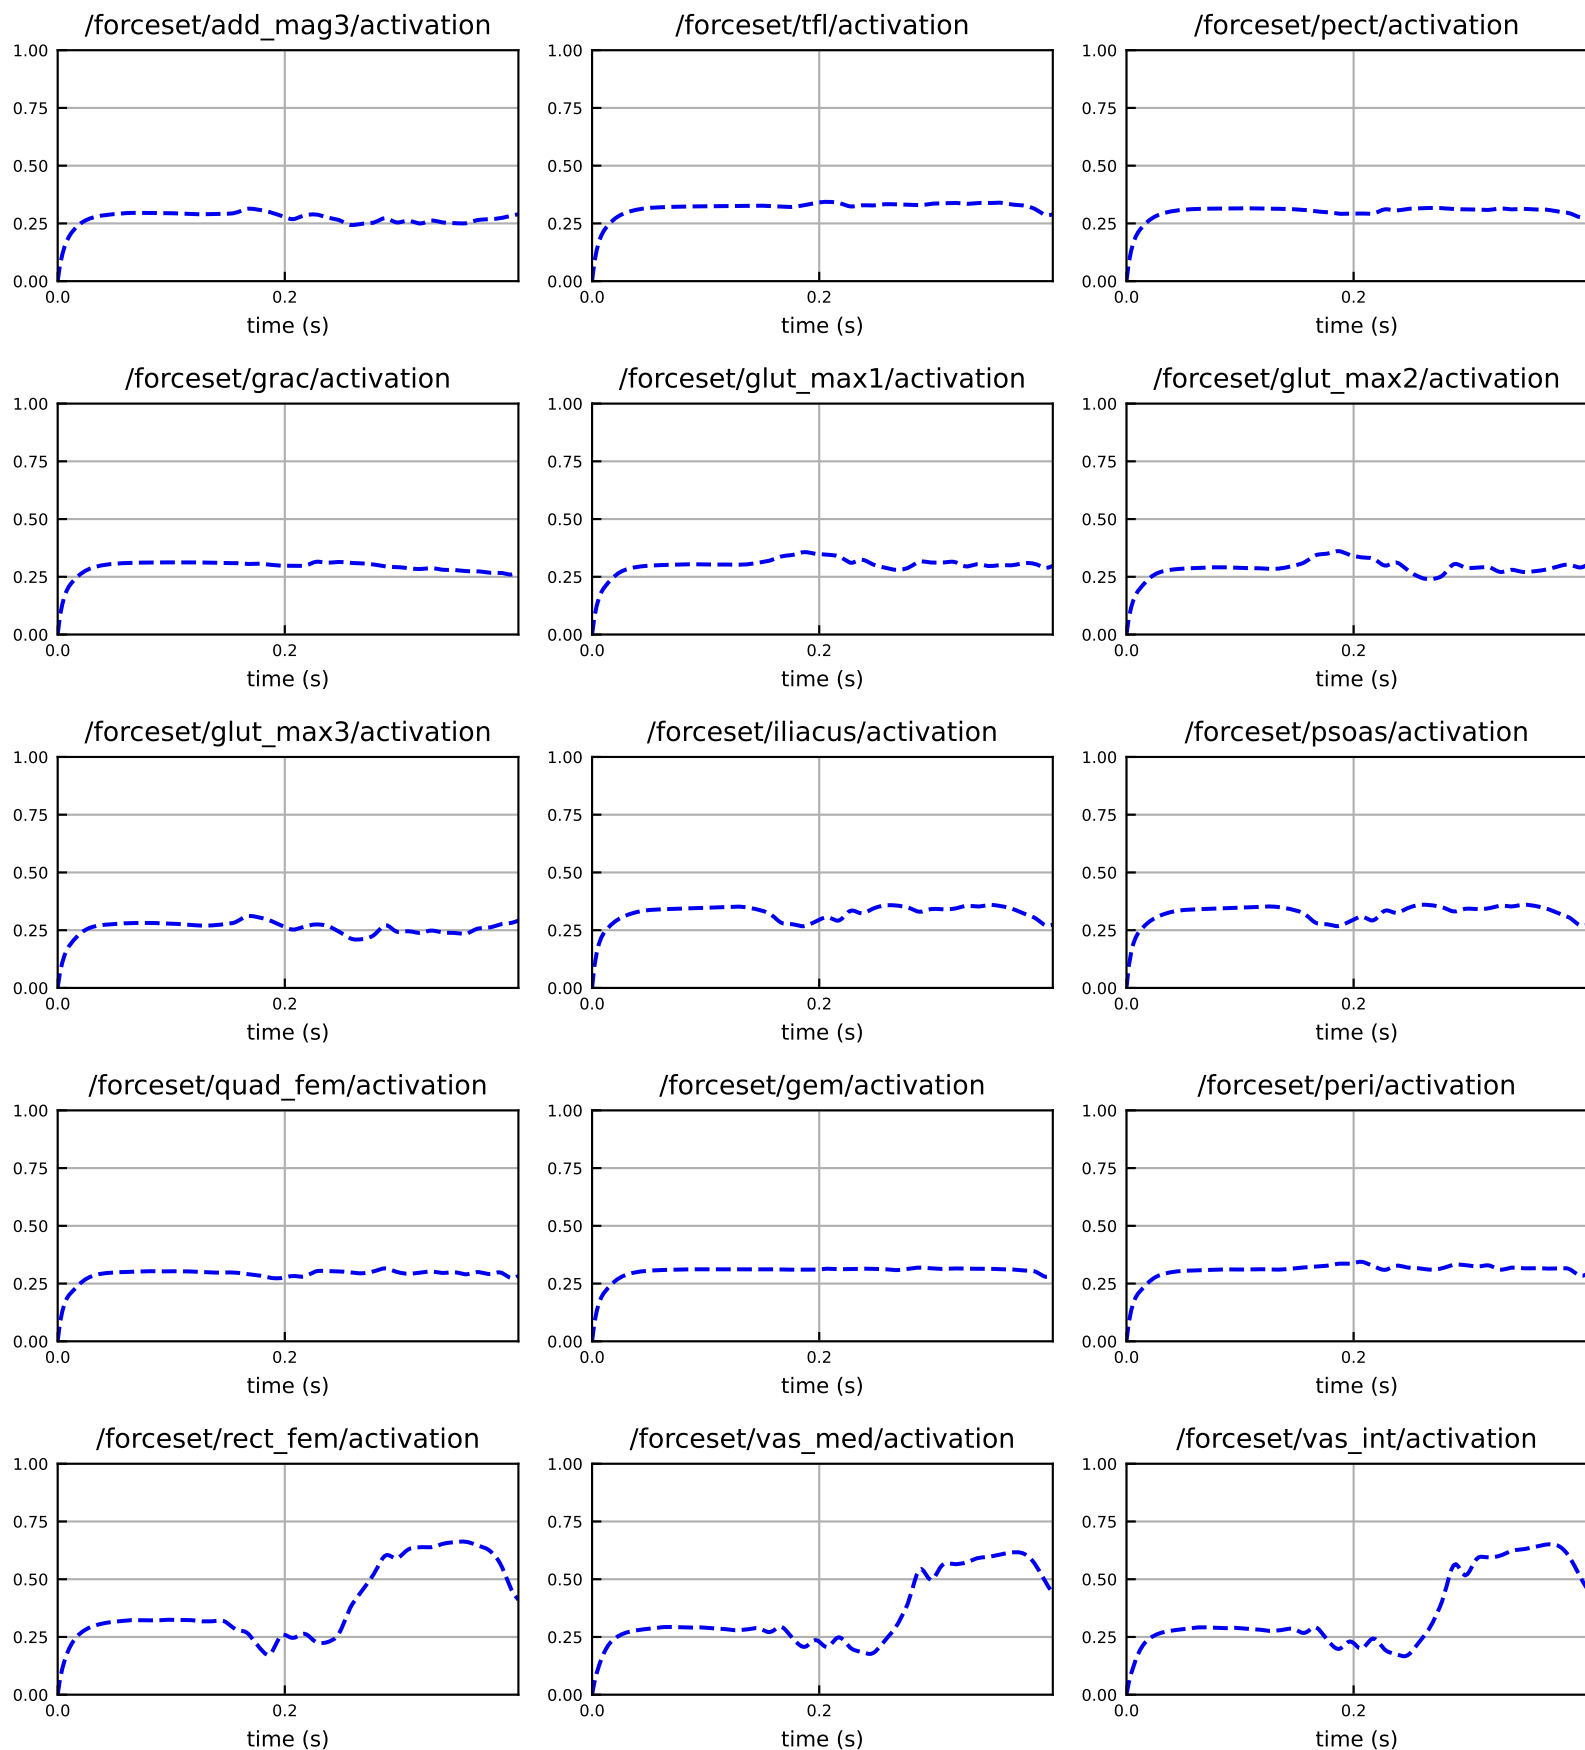 /forceset/add_mag3/activation /forceset/tfl/activation /forceset/pect/activation
1.00 1.00 1.00
0.75 0.75 0.75
0.50 0.50 0.50
0.25 0.25 0.25
0.00 0.00 0.00
0.0 0.2 0.0 0.2 0.0 0.2
time (s) time (s) time (s)
/forceset/grac/activation /forceset/glut_max1/activation /forceset/glut_max2/activation
1.00 1.00 1.00
0.75 0.75 0.75
0.50 0.50 0.50
0.25 0.25 0.25
0.00 0.00 0.00
0.0 0.2 0.0 0.2 0.0 0.2
time (s) time (s) time (s)
/forceset/glut_max3/activation /forceset/iliacus/activation /forceset/psoas/activation
1.00 1.00 1.00
0.75 0.75 0.75
0.50 0.50 0.50
0.25 0.25 0.25
0.00 0.00 0.00
0.0 0.2 0.0 0.2 0.0 0.2
time (s) time (s) time (s)
/forceset/quad_fem/activation /forceset/gem/activation /forceset/peri/activation
1.00 1.00 1.00
0.75 0.75 0.75
0.50 0.50 0.50
0.25 0.25 0.25
0.00 0.00 0.00
0.0 0.2 0.0 0.2 0.0 0.2
time (s) time (s) time (s)
/forceset/rect_fem/activation /forceset/vas_med/activation /forceset/vas_int/activation
1.00 1.00 1.00
0.75 0.75 0.75
0.50 0.50 0.50
0.25 0.25 0.25
0.00 0.00 0.00
0.0 0.2 0.0 0.2 0.0 0.2
time (s) time (s) time (s)